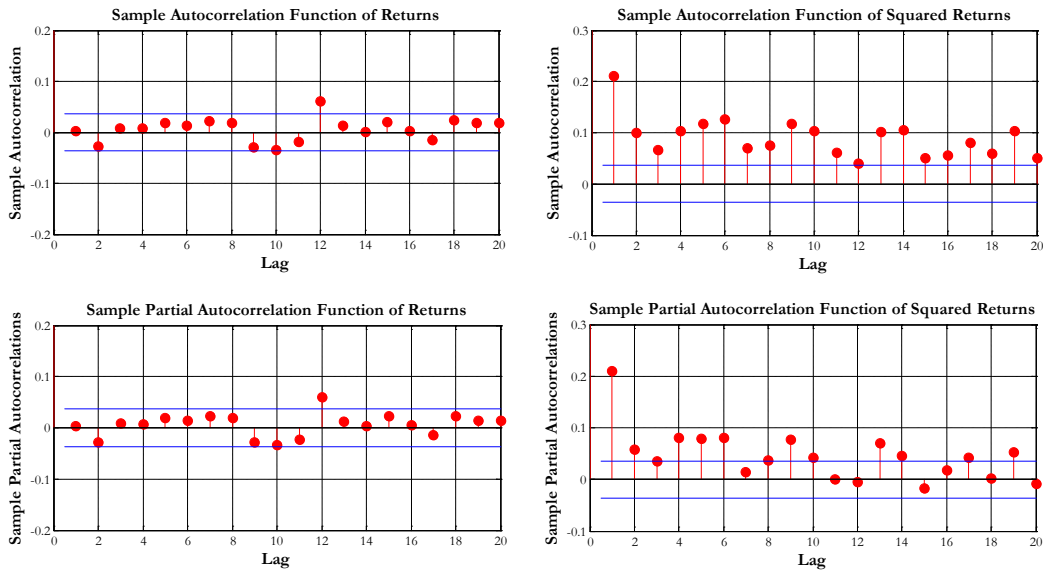 Sample Autocorrelation Function of Returns
Sample Autocorrelation
0.2
0.1
0
-0.1
-0.2
0 2 4 6 8 10 12 14 16 18 20
Lag
Sample Autocorrelation Function of Squared Returns
Sample Autocorrelation
0.3
0.2
0.1
0
-0.1
0 2 4 6 8 10 12 14 16 18 20
Lag
Sample Partial Autocorrelation Function of Returns
Sample Partial Autocorrelations
0.2
0.1
0
-0.1
-0.2
0 2 4 6 8 10 12 14 16 18 20
Lag
Sample Partial Autocorrelation Function of Squared Returns
Sample Partial Autocorrelations
0.3
0.2
0.1
0
-0.1
0 2 4 6 8 10 12 14 16 18 20
Lag